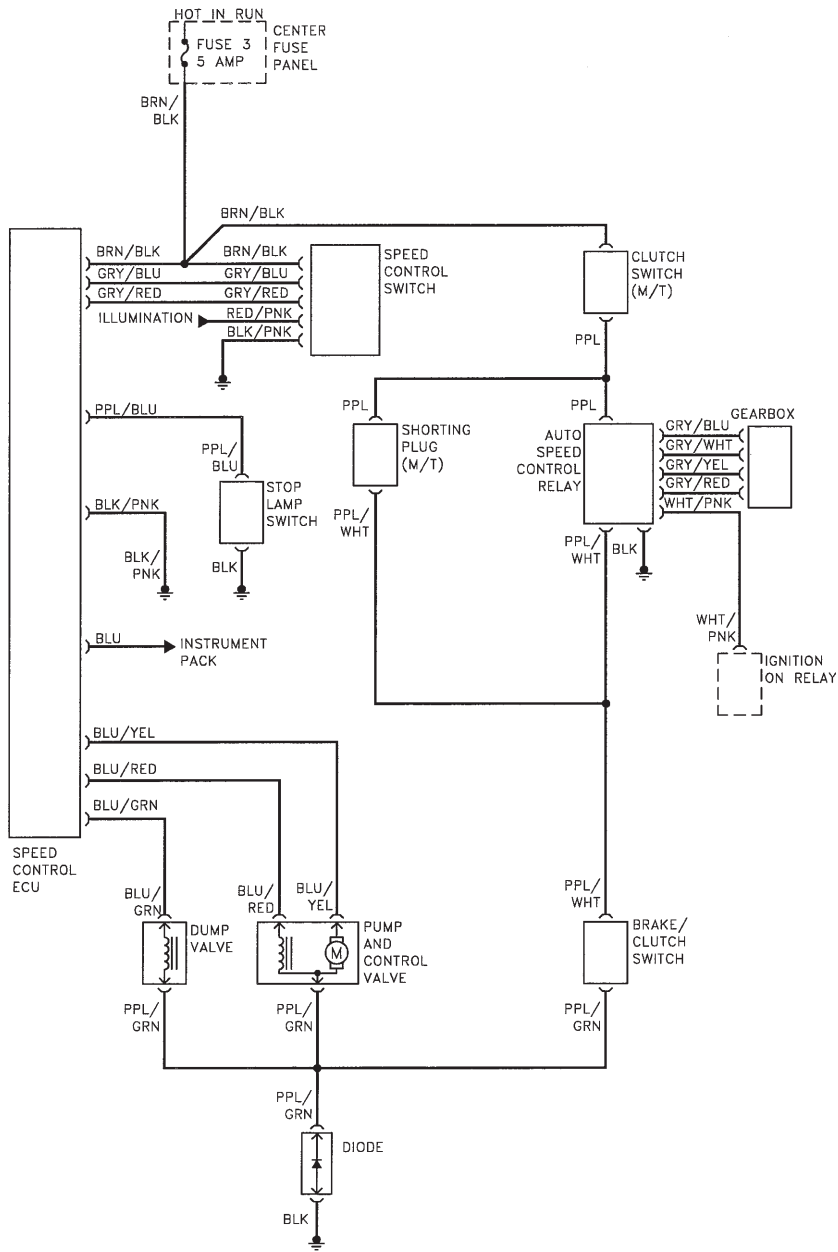 HOT IN RUN
FUSE 3
5 AMP
CENTER
FUSE
PANEL
BRN/
BLK
BRN/BLK
BRN/BLK
BRN/BLK
GRY/BLU
GRY/BLU
GRY/RED
GRY/RED
ILLUMINATION
RED/PNK
BLK/PNK
SPEED
CONTROL
SWITCH
CLUTCH
SWITCH
(M/T)
PPL
PPL/BLU
PPL/
BLU
STOP
LAMP
SWITCH
BLK
PPL
SHORTING
PLUG
(M/T)
PPL/
WHT
PPL
AUTO
SPEED
CONTROL
RELAY
GEARBOX
GRY/BLU
GRY/WHT
GRY/YEL
GRY/RED
WHT/PNK
PPL/
WHT
BLK
BLK/PNK
BLK/
PNK
WHT/
PNK
IGNITION
ON RELAY
BLU
INSTRUMENT
PACK
BLU/YEL
BLU/RED
BLU/GRN
SPEED
CONTROL
ECU
BLU/
GRN
DUMP
VALVE
BLU/
RED
BLU/
YEL
M
PUMP
AND
CONTROL
VALVE
PPL/
WHT
BRAKE/
CLUTCH
SWITCH
PPL/
GRN
PPL/
GRN
PPL/
GRN
PPL/
GRN
DIODE
BLK